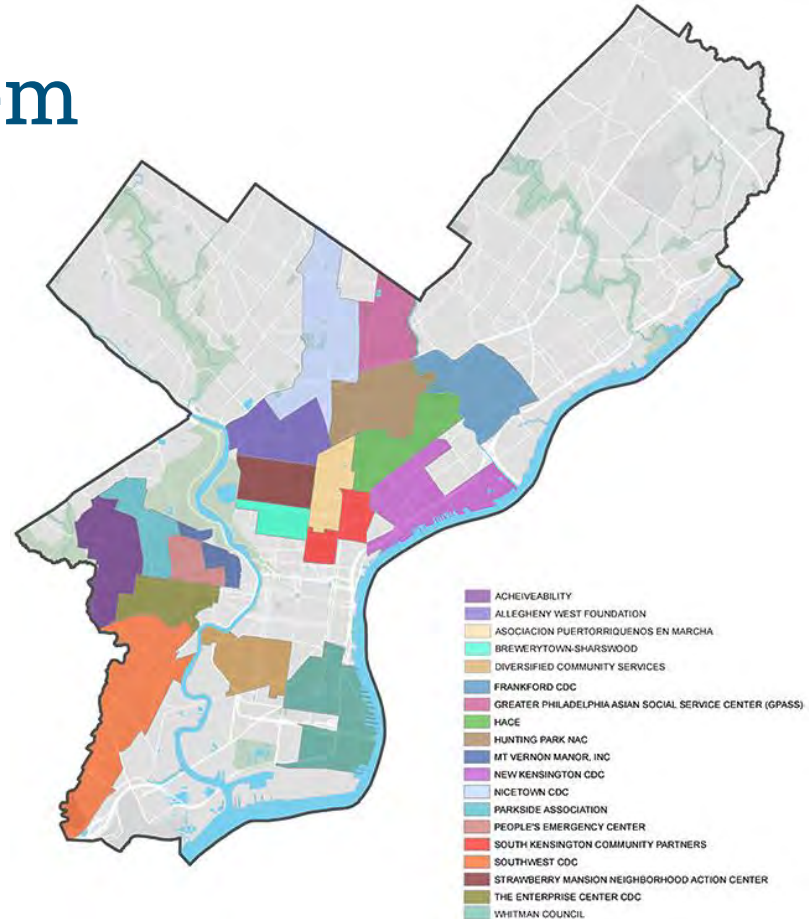 m
ACHEIVEABILITY
ALLEGHENY WEST FOUNDATION
ASOCIACION PUERTORRIQUENOS EN MARCHA
BREWERYTOWN-SHARSWOOD
DIVERSIFIED COMMUNITY SERVICES
FRANKFORD CDC
GREATER PHILADELPHIA ASIAN SOCIAL SERVICE CENTER (GPASS)
HACE
HUNTING PARK NAC
MT VERNON MANOR, INC
NEW KENSINGTON CDC
NICETOWN CDC
PARKSIDE ASSOCIATION
PEOPLE'S EMERGENCY CENTER
SOUTH KENSINGTON COMMUNITY PARTNERS
SOUTHWEST CDC
STRAWBERRY MANSION NEIGHBORHOOD ACTION CENTER
THE ENTERPRISE CENTER CDC
WHITMAN COUNCIL